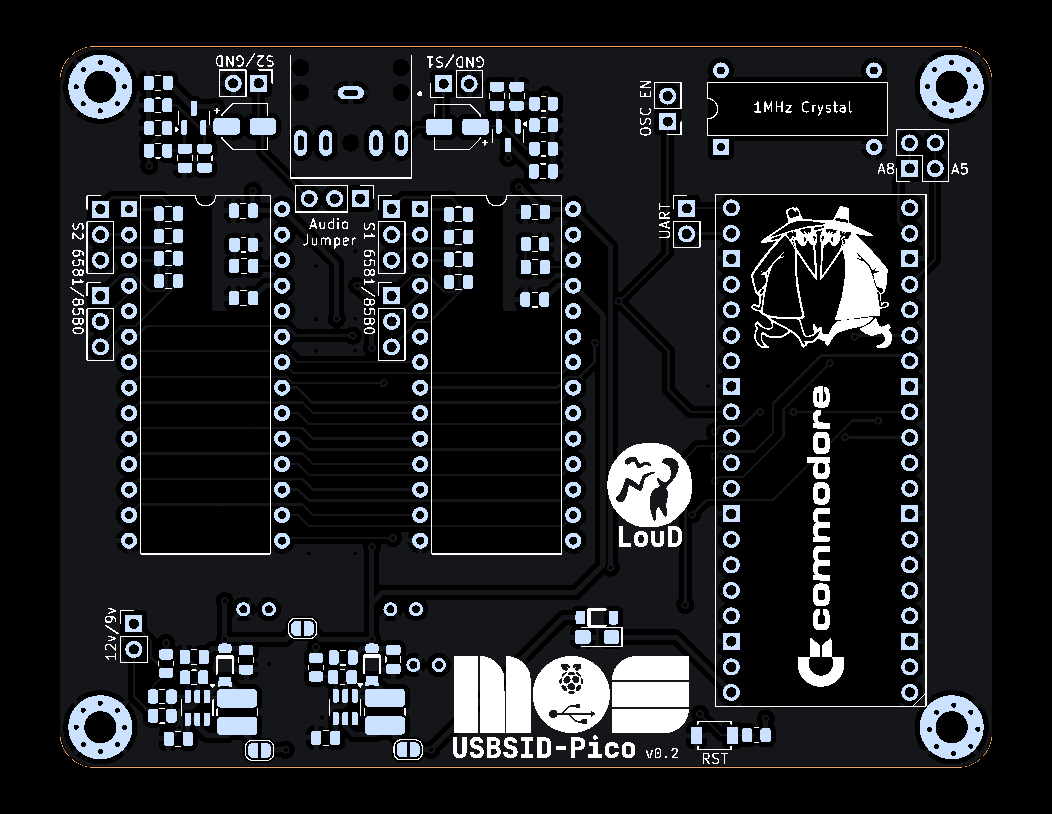 S2/GND
GND/S1
OSC EN
1MHz Crystal
A8
A5
Audio
Jumper
S2 6581/8580
S1 6581/8580
UART
commodore
LouD
12v/9v
mos
USBSID-Pico v0.2
RST